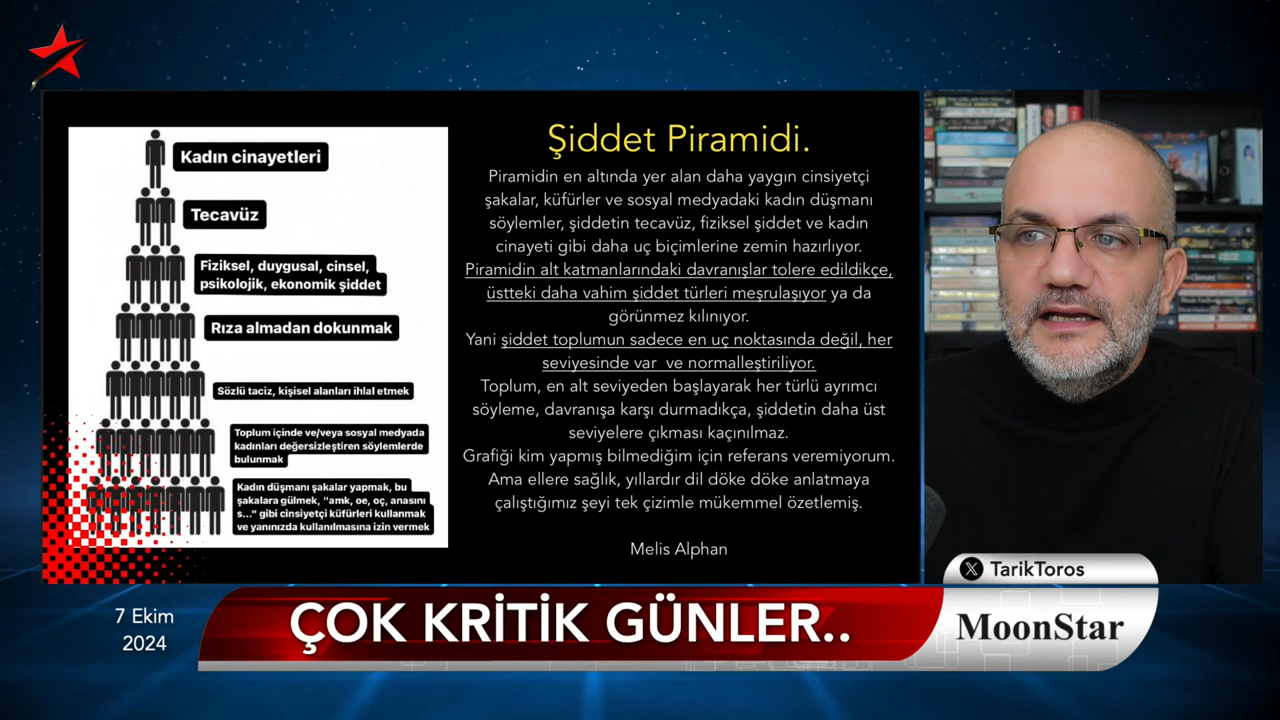 Kadın cinayetleri
Tecavüz
Fiziksel, duygusal, cinsel,
psikolojik, ekonomik şiddet
Rıza almadan dokunmak
Sözlü taciz, kişisel alanları ihlal etmek
Toplum içinde ve/veya sosyal medyada
kadınları değersizleştiren söylemlerde
bulunmak
Kadın düşmanı şakalar yapmak, bu
şakalara gülmek, "amk, oe, oç, anasını
s..." gibi cinsiyetçi küfürleri kullanmak
ve yanınızda kullanılmasına izin vermek
Şiddet Piramidi.
Piramidin en altında yer alan daha yaygın cinsiyetçi
şakalar, küfürler ve sosyal medyadaki kadın düşmanı
söylemler, şiddetin tecavüz, fiziksel şiddet ve kadın
cinayeti gibi daha uç biçimlerine zemin hazırlıyor.
Piramidin alt katmanlarındaki davranışlar tolere edildikçe,
üstteki daha vahim şiddet türleri meşrulaşıyor ya da
görünmez kılınıyor.
Yani şiddet toplumun sadece en uç noktasında değil, her
seviyesinde var ve normalleştiriliyor.
Toplum, en alt seviyeden başlayarak her türlü ayrımcı
söyleme, davranışa karşı durmadıkça, şiddetin daha üst
seviyelere çıkması kaçınılmaz.
Grafiği kim yapmış bilmediğim için referans veremiyorum.
Ama ellere sağlık, yıllardır dil döke döke anlatmaya
çalıştığımız şeyi tek çizimle mükemmel özetlemiş.
Melis Alphan
TarikToros
7 Ekim
2024
ÇOK KRİTİK GÜNLER..
MoonStar